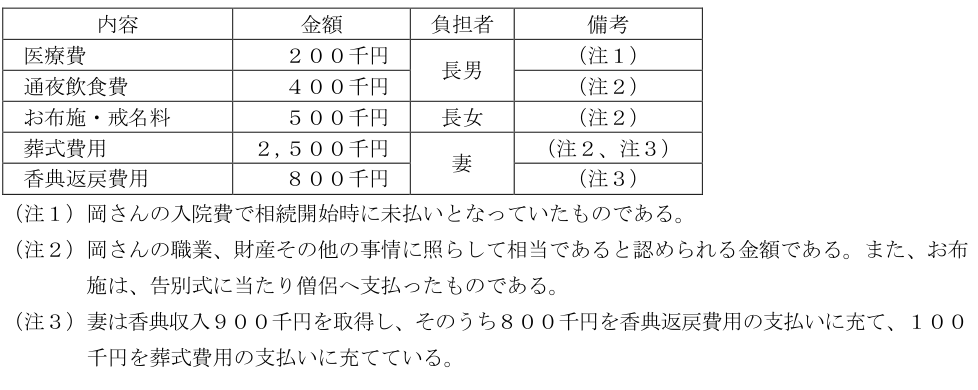 内容 金額 負担者 備考
医療費 ２００千円 長男 （注１）
通夜飲食費 ４００千円 （注２）
お布施・戒名料 ５００千円 長女 （注２）
葬式費用 ２，５００千円 妻 （注２、注３）
香典返戻費用 ８００千円 （注３）
（注１）岡さんの入院費で相続開始時に未払いとなっていたものである。
（注２）岡さんの職業、財産その他の事情に照らして相当であると認められる金額である。また、お布
施は、告別式に当たり僧侶へ支払ったものである。
（注３）妻は香典収入９００千円を取得し、そのうち８００千円を香典返戻費用の支払いに充て、１００
千円を葬式費用の支払いに充てている。